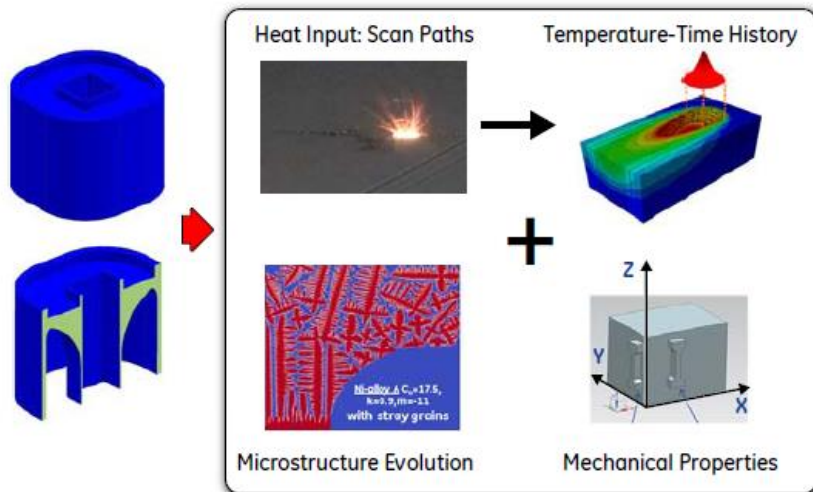 Heat Input: Scan Paths
Temperature-Time History
Ni-alloy A C₀=17.5,
k=0.9,m=-11
with stray grains
Z
Y
X
Microstructure Evolution
Mechanical Properties